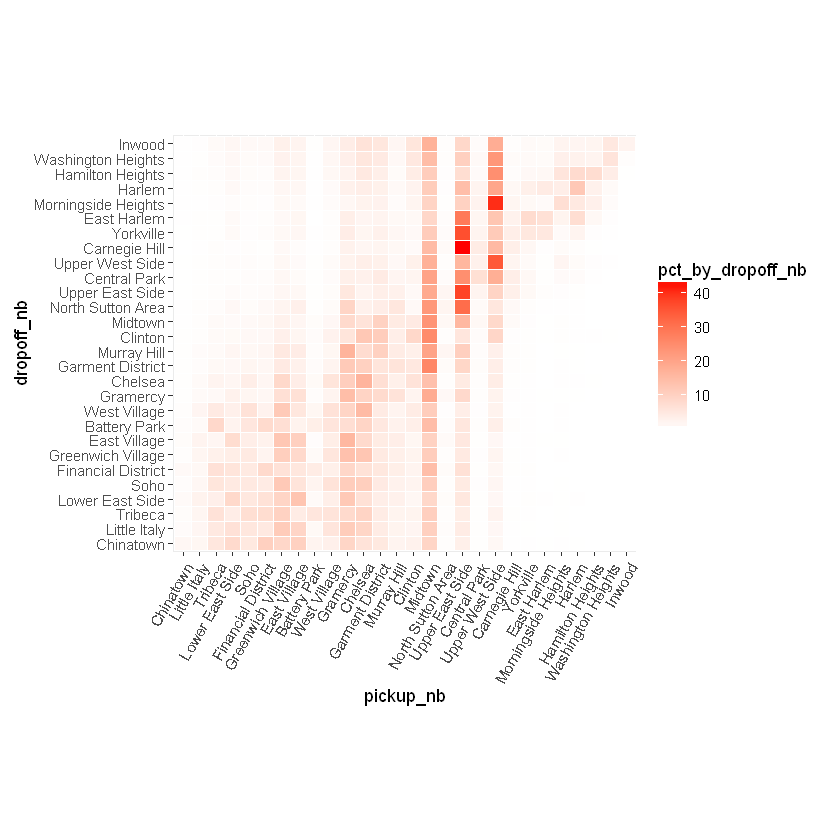 Inwood
Washington Heights
Hamilton Heights
Harlem
Morningside Heights
East Harlem
Yorkville
Carnegie Hill
Upper West Side
Central Park
Upper East Side
North Sutton Area
Midtown
Clinton
Murray Hill
Garment District
Chelsea
Gramercy
West Village
Battery Park
East Village
Greenwich Village
Financial District
Soho
Lower East Side
Tribeca
Little Italy
Chinatown
dropoff_nb
Chinatown
Little Italy
Tribeca
Lower East Side
Soho
Financial District
Greenwich Village
East Village
Battery Park
West Village
Gramercy
Chelsea
Garment District
Murray Hill
Clinton
Midtown
North Sutton Area
Upper East Side
Central Park
Upper West Side
Carnegie Hill
Yorkville
East Harlem
Morningside Heights
Harlem
Hamilton Heights
Washington Heights
Inwood
pickup_nb
pct_by_dropoff_nb
40
30
20
10